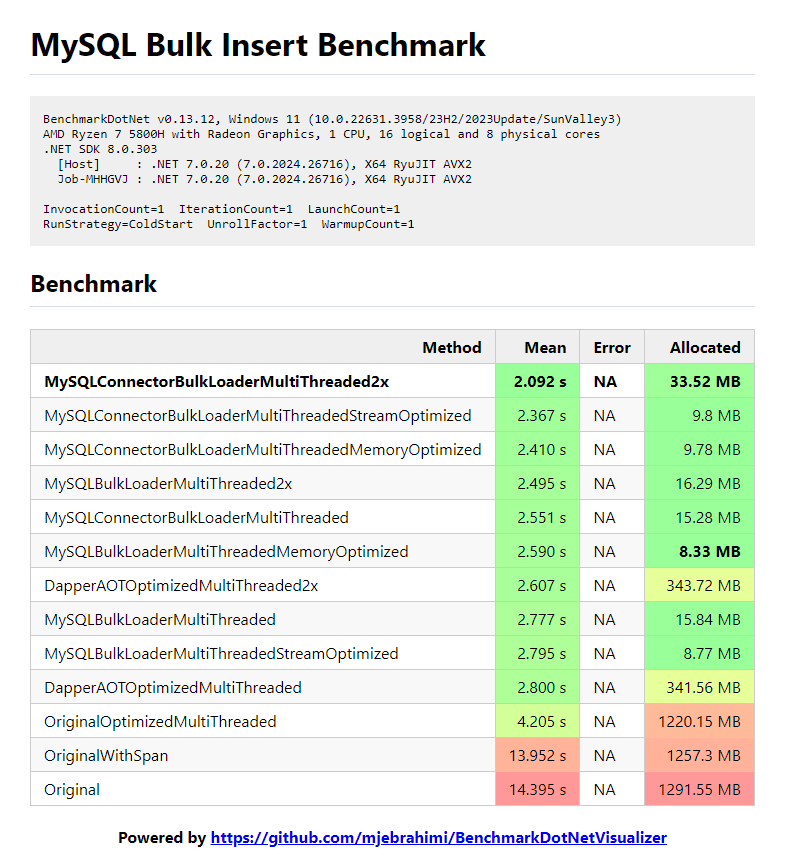 MySQL Bulk Insert Benchmark
BenchmarkDotNet v0.13.12, Windows 11 (10.0.22631.3958/23H2/2023Update/SunValley3)
AMD Ryzen 7 5800H with Radeon Graphics, 1 CPU, 16 logical and 8 physical cores
.NET SDK 8.0.303
[Host]     : .NET 7.0.20 (7.0.2024.26716), X64 RyuJIT AVX2
Job-MHHGVJ : .NET 7.0.20 (7.0.2024.26716), X64 RyuJIT AVX2
InvocationCount=1  IterationCount=1  LaunchCount=1
RunStrategy=ColdStart  UnrollFactor=1  WarmupCount=1
Benchmark
Method Mean Error Allocated
MySQLConnectorBulkLoaderMultiThreaded2x 2.092 s NA 33.52 MB
MySQLConnectorBulkLoaderMultiThreadedStreamOptimized 2.367 s NA 9.8 MB
MySQLConnectorBulkLoaderMultiThreadedMemoryOptimized 2.410 s NA 9.78 MB
MySQLBulkLoaderMultiThreaded2x 2.495 s NA 16.29 MB
MySQLConnectorBulkLoaderMultiThreaded 2.551 s NA 15.28 MB
MySQLBulkLoaderMultiThreadedMemoryOptimized 2.590 s NA 8.33 MB
DapperAOTOptimizedMultiThreaded2x 2.607 s NA 343.72 MB
MySQLBulkLoaderMultiThreaded 2.777 s NA 15.84 MB
MySQLBulkLoaderMultiThreadedStreamOptimized 2.795 s NA 8.77 MB
DapperAOTOptimizedMultiThreaded 2.800 s NA 341.56 MB
OriginalOptimizedMultiThreaded 4.205 s NA 1220.15 MB
OriginalWithSpan 13.952 s NA 1257.3 MB
Original 14.395 s NA 1291.55 MB
Powered by https://github.com/mjebrahimi/BenchmarkDotNetVisualizer